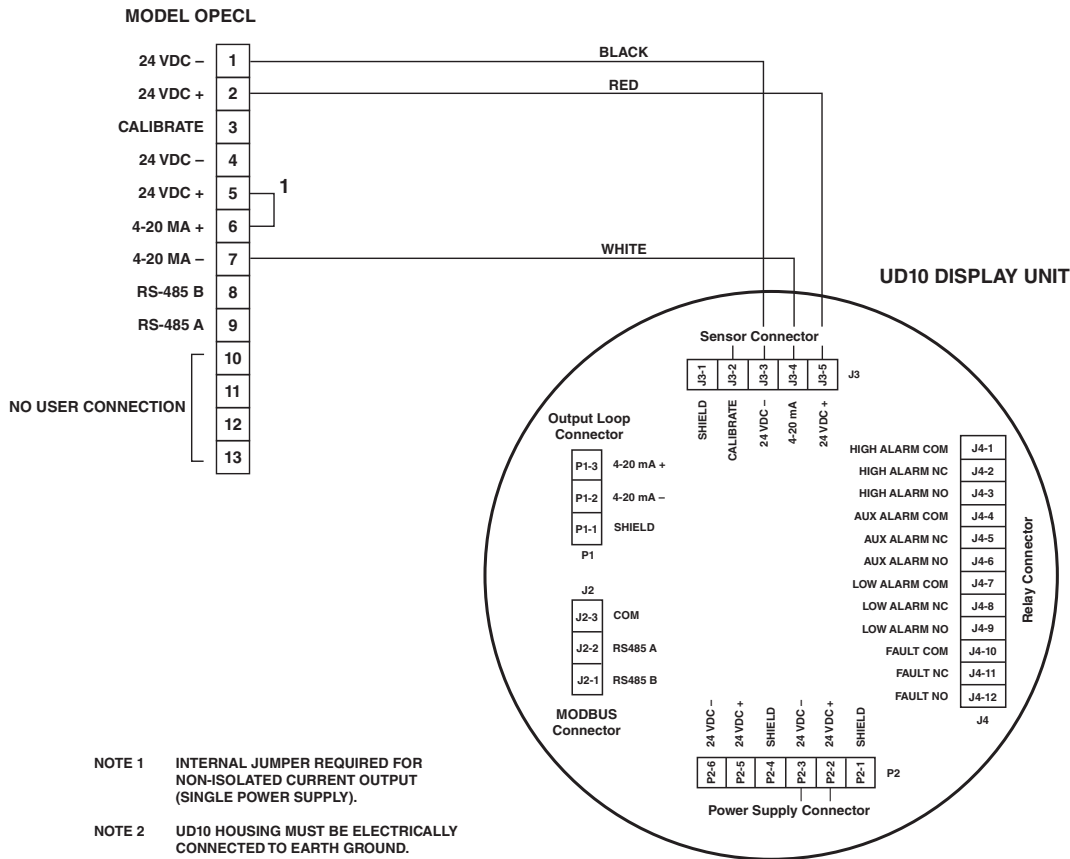 MODEL OPECL
24 VDC – 1
24 VDC + 2
CALIBRATE 3
24 VDC – 4
24 VDC + 5
4-20 MA + 6
4-20 MA – 7
RS-485 B 8
RS-485 A 9
10
11
12
13
NO USER CONNECTION
1
BLACK
RED
WHITE
UD10 DISPLAY UNIT
Sensor Connector
J3-1
J3-2
J3-3
J3-4
J3-5
J3
SHIELD
CALIBRATE
24 VDC –
4-20 mA
24 VDC +
Output Loop
Connector
P1-3 4-20 mA +
P1-2 4-20 mA –
P1-1 SHIELD
P1
J2
J2-3 COM
J2-2 RS485 A
J2-1 RS485 B
MODBUS
Connector
HIGH ALARM COM J4-1
HIGH ALARM NC J4-2
HIGH ALARM NO J4-3
AUX ALARM COM J4-4
AUX ALARM NC J4-5
AUX ALARM NO J4-6
LOW ALARM COM J4-7
LOW ALARM NC J4-8
LOW ALARM NO J4-9
FAULT COM J4-10
FAULT NC J4-11
FAULT NO J4-12
J4
Relay Connector
24 VDC –
24 VDC +
SHIELD
24 VDC –
24 VDC +
SHIELD
P2-6
P2-5
P2-4
P2-3
P2-2
P2-1
P2
Power Supply Connector
NOTE 1 INTERNAL JUMPER REQUIRED FOR
NON-ISOLATED CURRENT OUTPUT
(SINGLE POWER SUPPLY).
NOTE 2 UD10 HOUSING MUST BE ELECTRICALLY
CONNECTED TO EARTH GROUND.